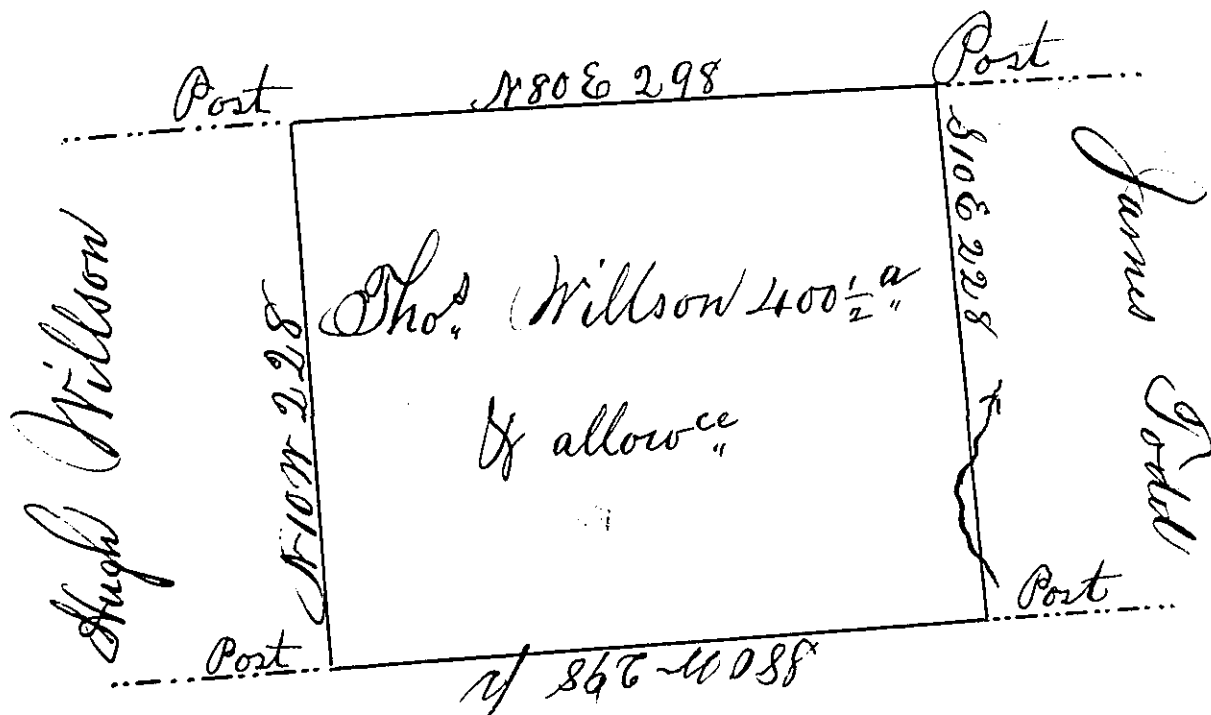 Post
N80E 298
Post
Hugh Willson
N10W 228
Thos Willson 400½ a
& allowce
S10E 228
James Todd
Post
S80W 298 p
Post